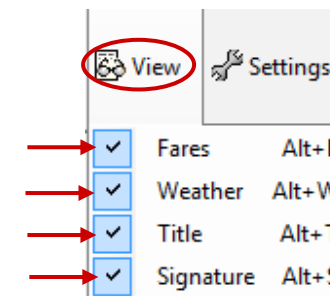 View Settings
Fares Alt+
Weather Alt+W
Title Alt+T
Signature Alt+S